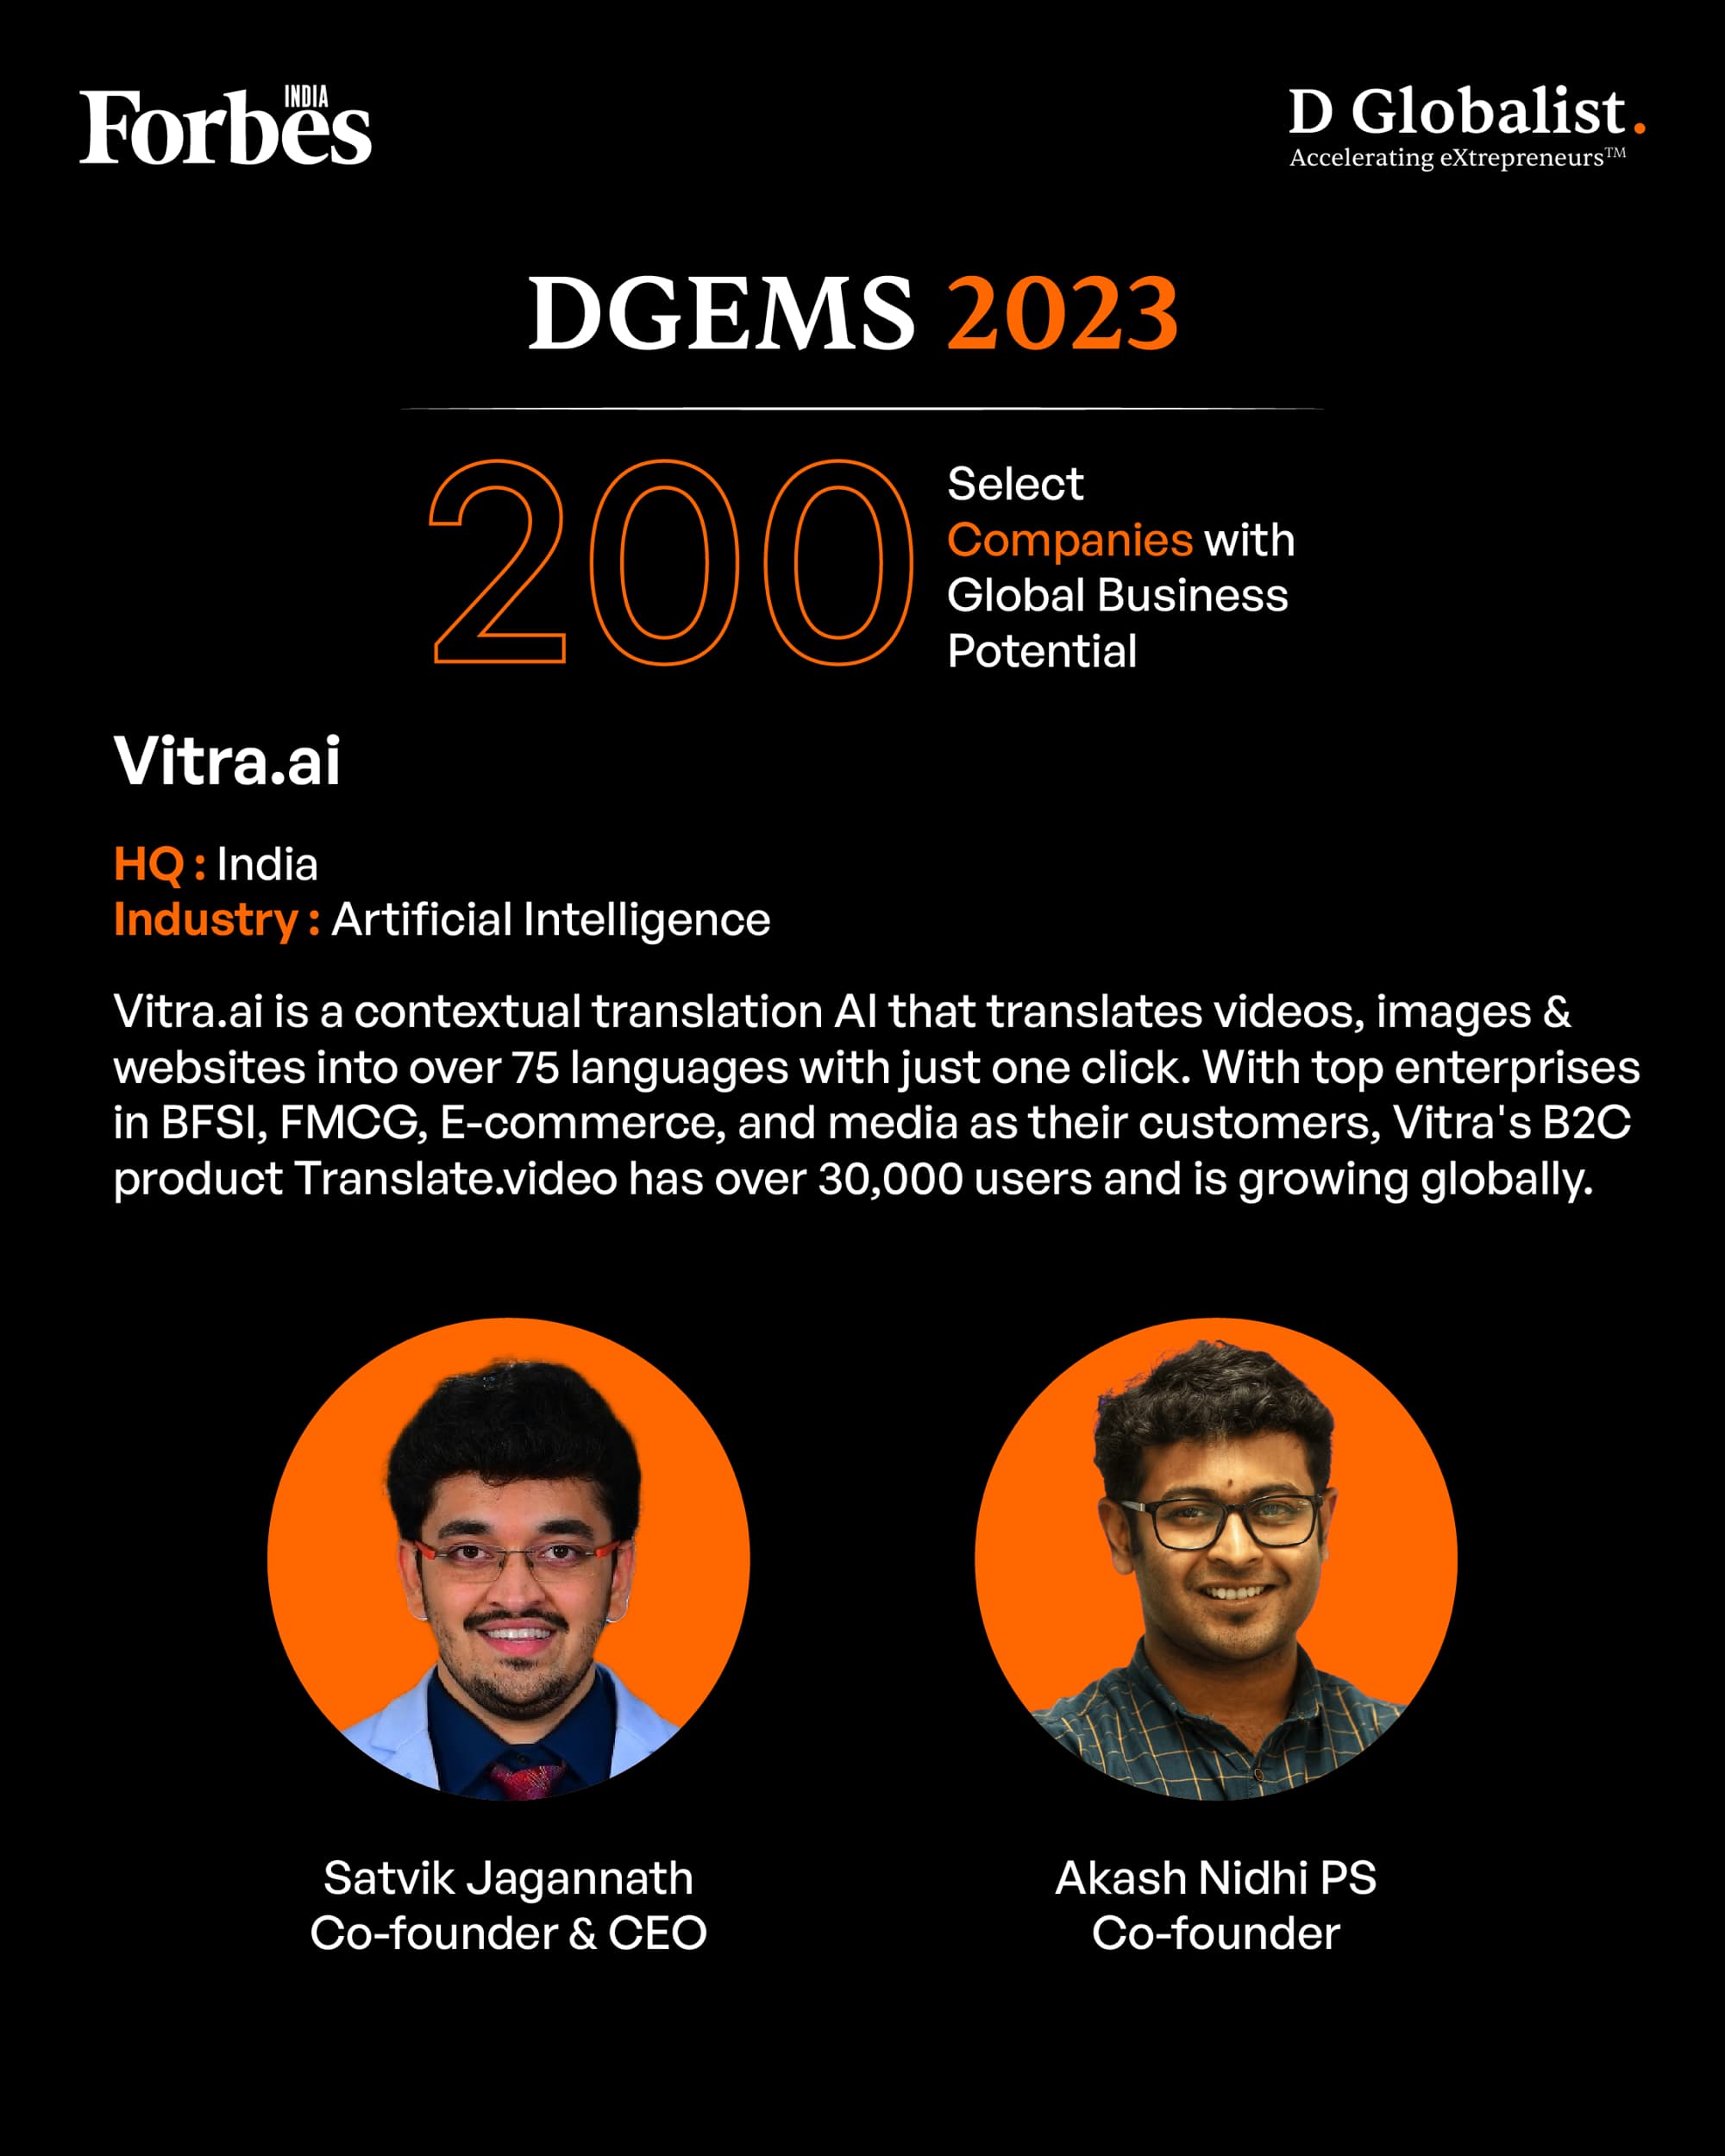 Forbes INDIA
D Globalist.
Accelerating eXtrepreneurs™
DGEMS 2023
200
Select
Companies with
Global Business
Potential
Vitra.ai
HQ : India
Industry : Artificial Intelligence
Vitra.ai is a contextual translation AI that translates videos, images &
websites into over 75 languages with just one click. With top enterprises
in BFSI, FMCG, E-commerce, and media as their customers, Vitra's B2C
product Translate.video has over 30,000 users and is growing globally.
Satvik Jagannath
Co-founder & CEO
Akash Nidhi PS
Co-founder